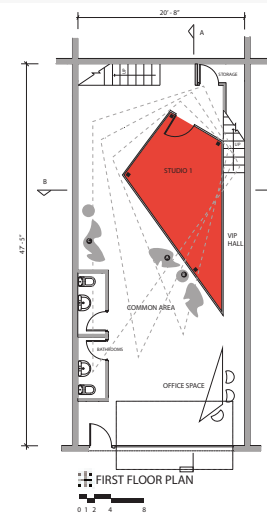 20' - 8"
A
UP
STORAGE
UP
STUDIO 1
B
VIP
HALL
47' -5"
COMMON AREA
BATHROOMS
OFFICE SPACE
FIRST FLOOR PLAN
0 1 2 4 8